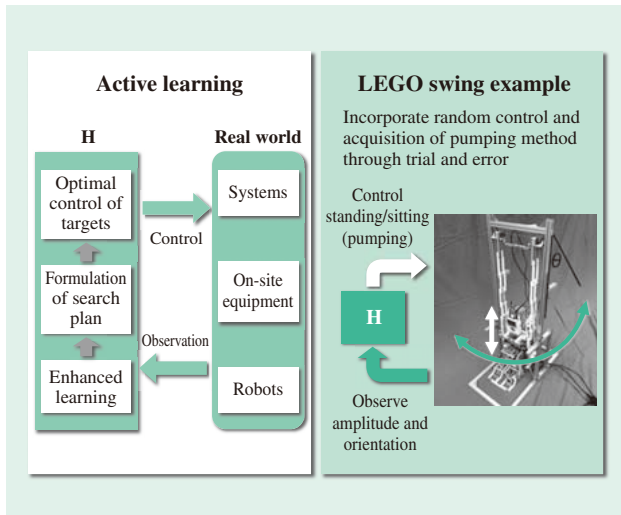 Active learning
H
Optimal
control of
targets
Formulation
of search
plan
Enhanced
learning
Control
Observation
Real world
Systems
On-site
equipment
Robots
LEGO swing example
Incorporate random control and
acquisition of pumping method
through trial and error
Control
standing/sitting
(pumping)
H
Observe
amplitude and
orientation
θ